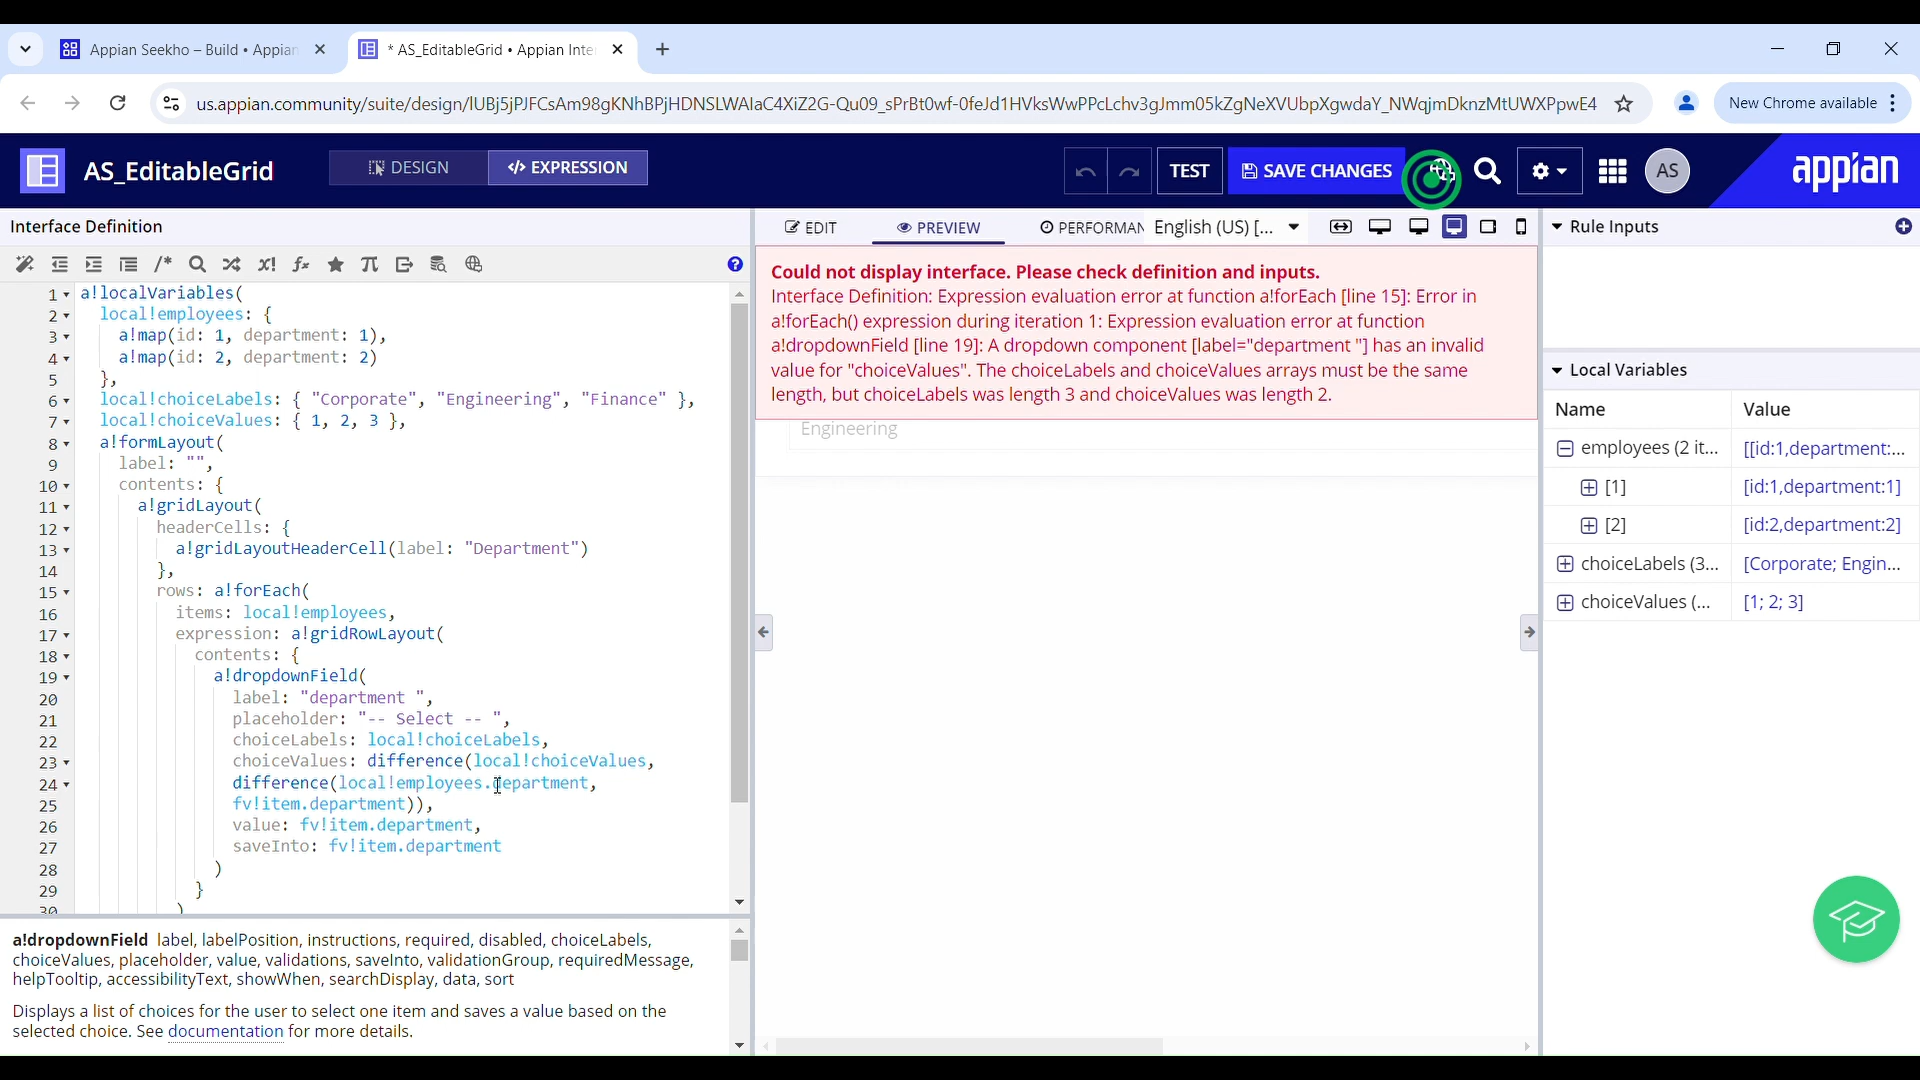 Appian Seekho – Build • Appian
* AS_EditableGrid • Appian Inte
us.appian.community/suite/design/lUBj5jPJFCsAm98gKNhBPjHDNSLWAIaC4XiZ2G-Qu09_sPrBt0wf-0feJd1HVksWwPPcLchv3gJmm05kZgNeXVUbpXgwdaY_NWqjmDknzMtUWXPpwE4
New Chrome available
AS_EditableGrid
DESIGN
</> EXPRESSION
TEST
SAVE CHANGES
AS
appian
Interface Definition
EDIT
PREVIEW
PERFORMAN
English (US) [...
Rule Inputs
1 a!localVariables(
2 local!employees: {
3 a!map(id: 1, department: 1),
4 a!map(id: 2, department: 2)
5 },
6 local!choiceLabels: { "Corporate", "Engineering", "Finance" },
7 local!choiceValues: { 1, 2, 3 },
8 a!formLayout(
9 label: "",
10 contents: {
11 a!gridLayout(
12 headerCells: {
13 a!gridLayoutHeaderCell(label: "Department")
14 },
15 rows: a!forEach(
16 items: local!employees,
17 expression: a!gridRowLayout(
18 contents: {
19 a!dropdownField(
20 label: "department ",
21 placeholder: "-- Select -- ",
22 choiceLabels: local!choiceLabels,
23 choiceValues: difference(local!choiceValues,
24 difference(local!employees.department,
25 fv!item.department)),
26 value: fv!item.department,
27 saveInto: fv!item.department
28 )
29 }
30 )
a!dropdownField label, labelPosition, instructions, required, disabled, choiceLabels,
choiceValues, placeholder, value, validations, saveInto, validationGroup, requiredMessage,
helpTooltip, accessibilityText, showWhen, searchDisplay, data, sort
Displays a list of choices for the user to select one item and saves a value based on the
selected choice. See documentation for more details.
Could not display interface. Please check definition and inputs.
Interface Definition: Expression evaluation error at function a!forEach [line 15]: Error in
a!forEach() expression during iteration 1: Expression evaluation error at function
a!dropdownField [line 19]: A dropdown component [label="department "] has an invalid
value for "choiceValues". The choiceLabels and choiceValues arrays must be the same
length, but choiceLabels was length 3 and choiceValues was length 2.
Engineering
Local Variables
Name Value
employees (2 it... [[id:1,department:...
[1] [id:1,department:1]
[2] [id:2,department:2]
choiceLabels (3... [Corporate; Engin...
choiceValues (... [1; 2; 3]